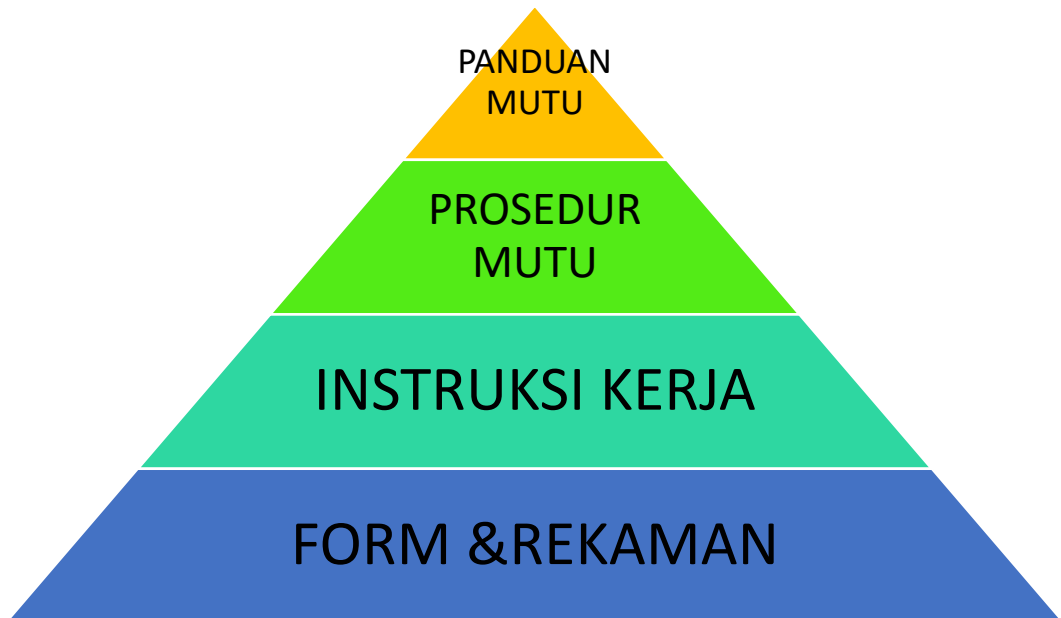 PANDUAN
MUTU
PROSEDUR
MUTU
INSTRUKSI KERJA
FORM &REKAMAN